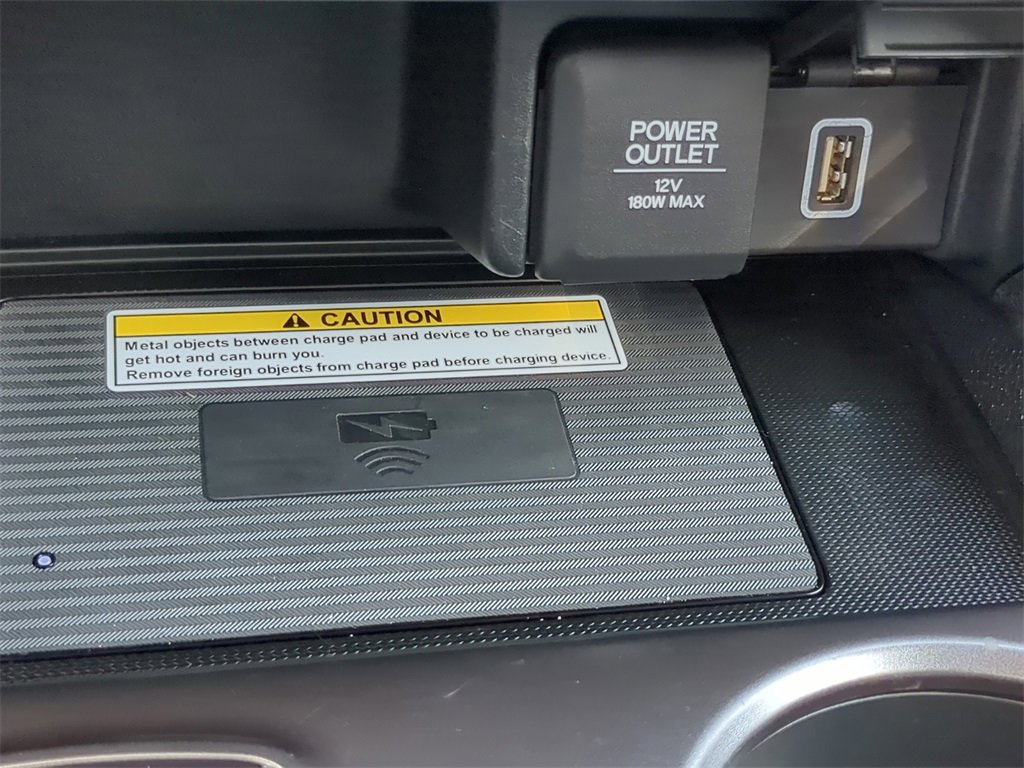 POWER
OUTLET
12V
180W MAX
CAUTION
Metal objects between charge pad and device to be charged will
get hot and can burn you.
Remove foreign objects from charge pad before charging device.